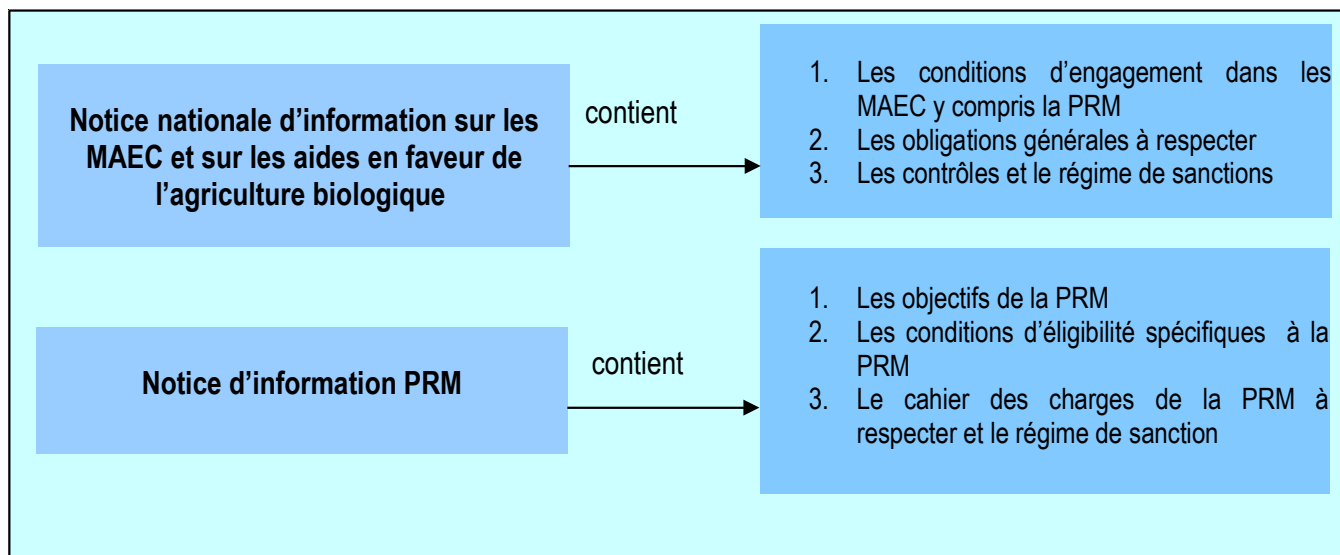 Notice nationale d’information sur les
MAEC et sur les aides en faveur de
l’agriculture biologique
contient
1. Les conditions d’engagement dans les
MAEC y compris la PRM
2. Les obligations générales à respecter
3. Les contrôles et le régime de sanctions
Notice d’information PRM
contient
1. Les objectifs de la PRM
2. Les conditions d’éligibilité spécifiques à la
PRM
3. Le cahier des charges de la PRM à
respecter et le régime de sanction